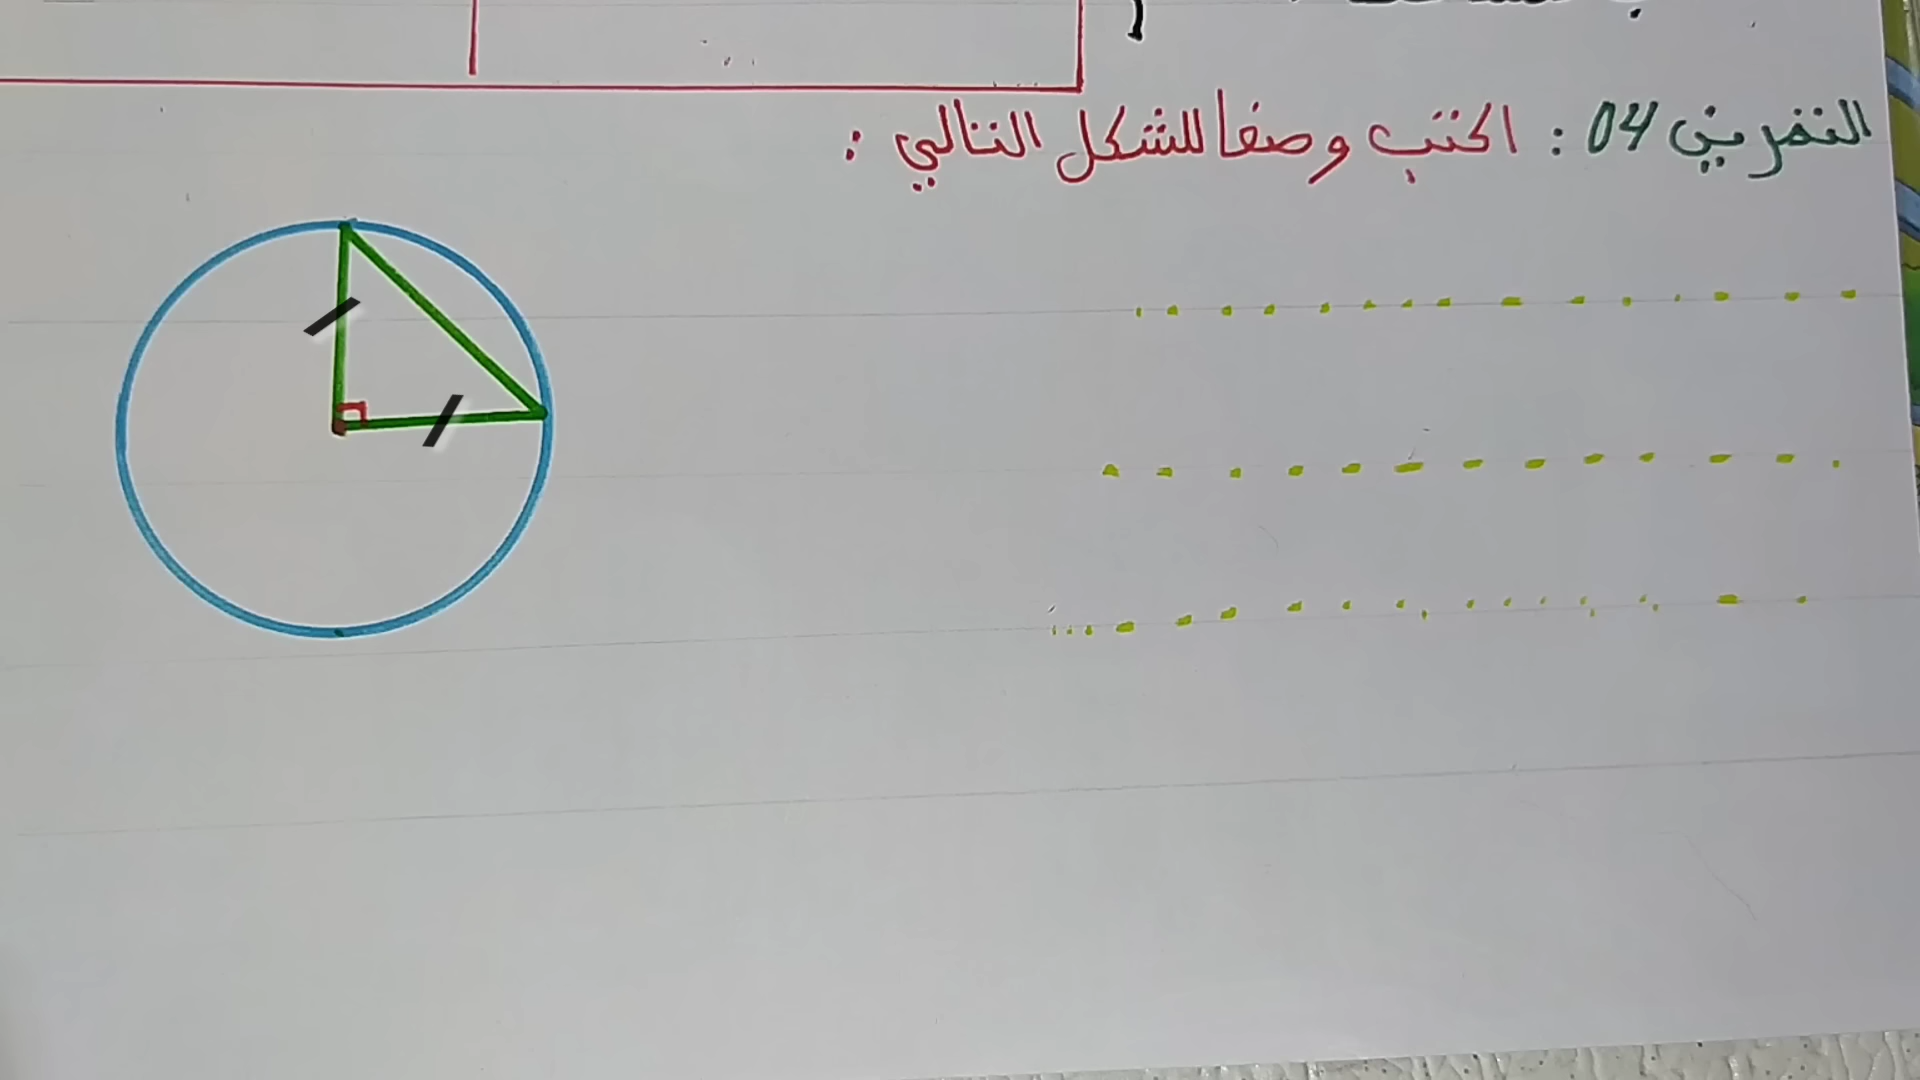 التمرين 04 : اكتب وصفا للشكل التالي :